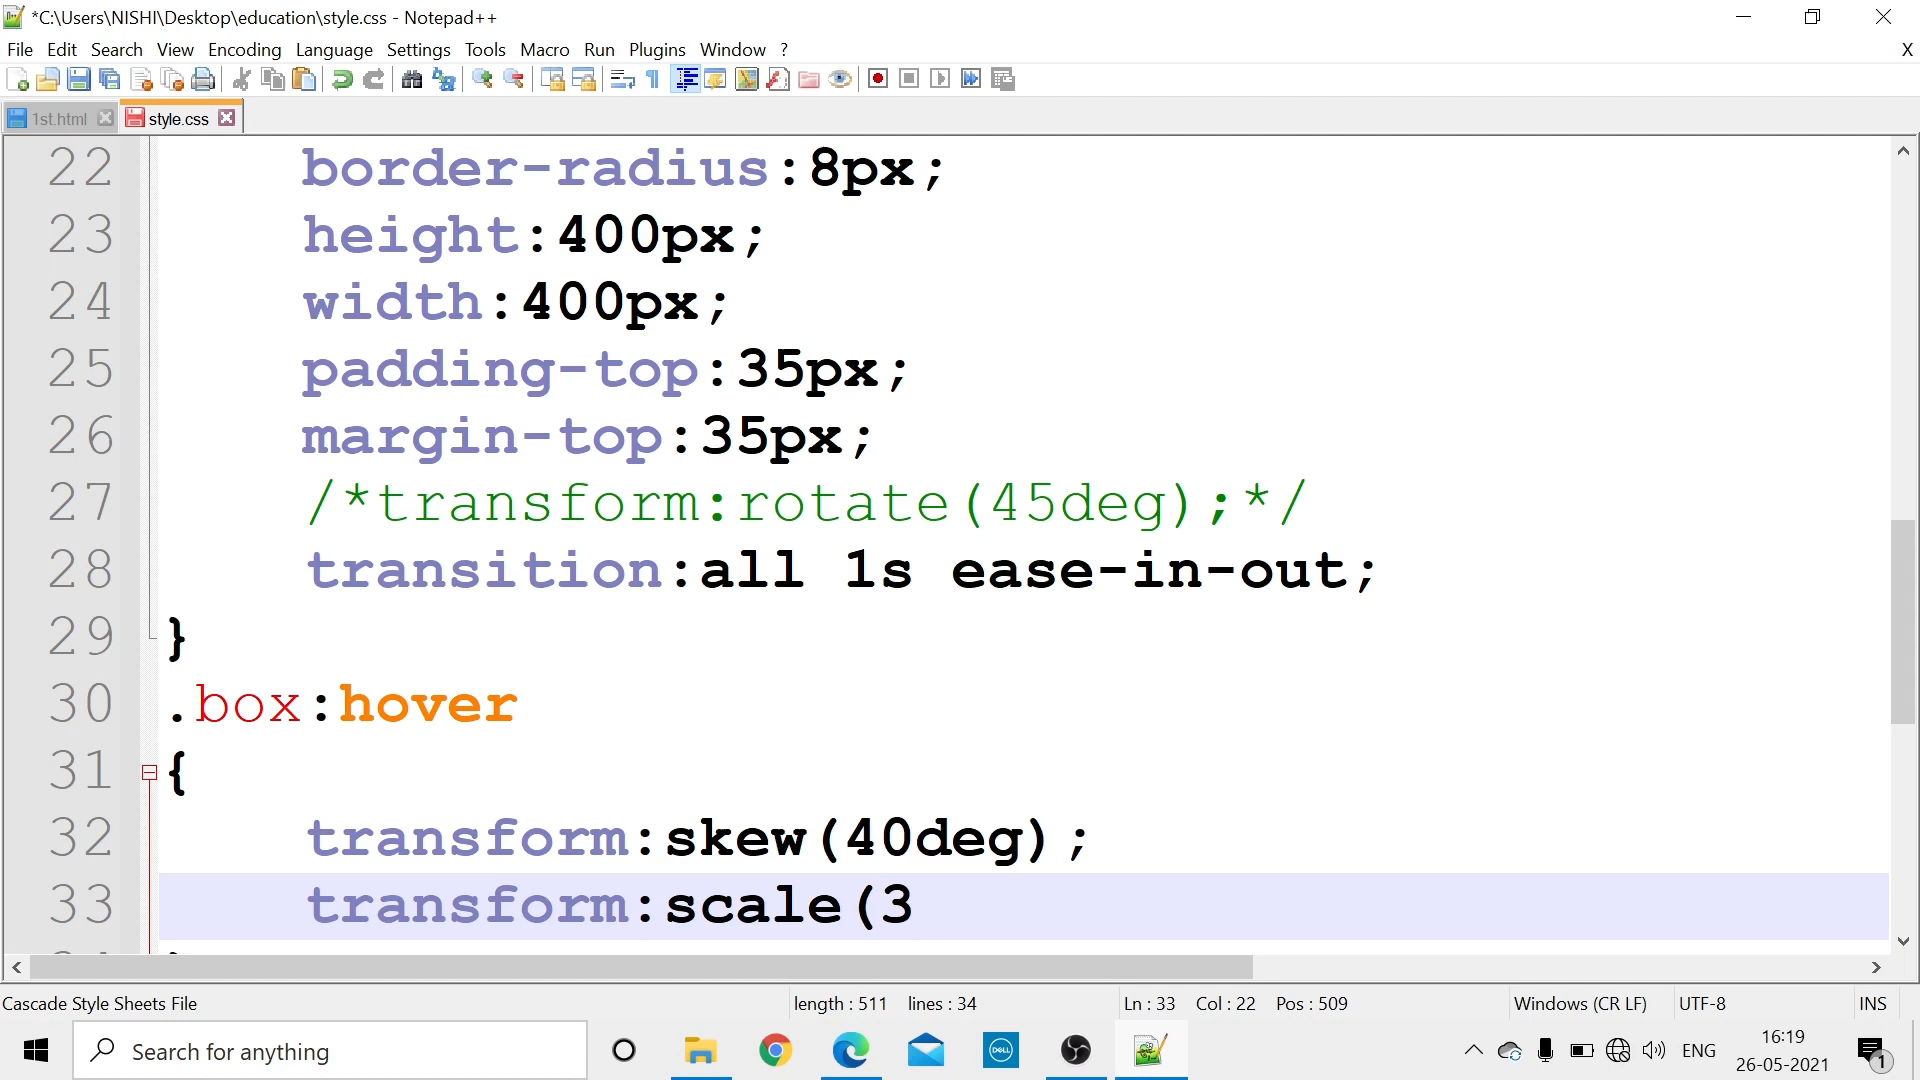 *C:\Users\NISHI\Desktop\education\style.css - Notepad++
File Edit Search View Encoding Language Settings Tools Macro Run Plugins Window ? X
1st.html style.css
22 border-radius:8px;
23 height:400px;
24 width:400px;
25 padding-top:35px;
26 margin-top:35px;
27 /*transform:rotate(45deg);*/
28 transition:all 1s ease-in-out;
29 }
30 .box:hover
31 {
32 transform:skew(40deg);
33 transform:scale(3
Cascade Style Sheets File length : 511 lines : 34 Ln : 33 Col : 22 Pos : 509 Windows (CR LF) UTF-8 INS
Search for anything DELL ENG 16:19 1
26-05-2021